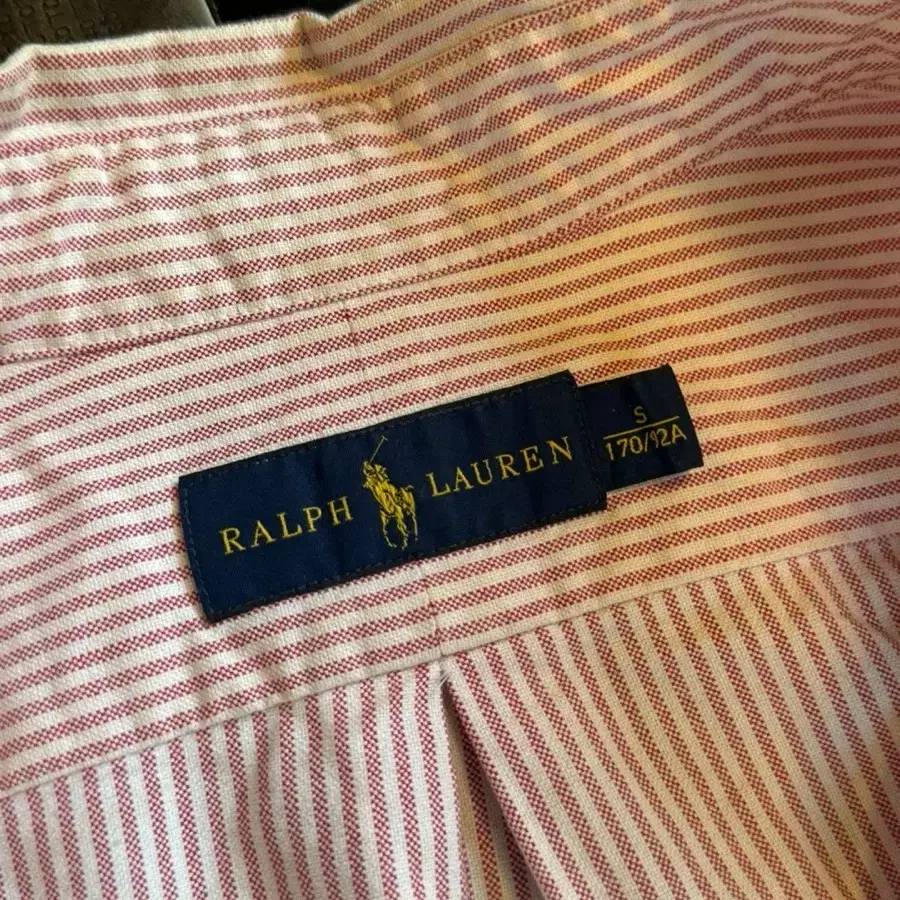 RALPH LAUREN
S
170/92A